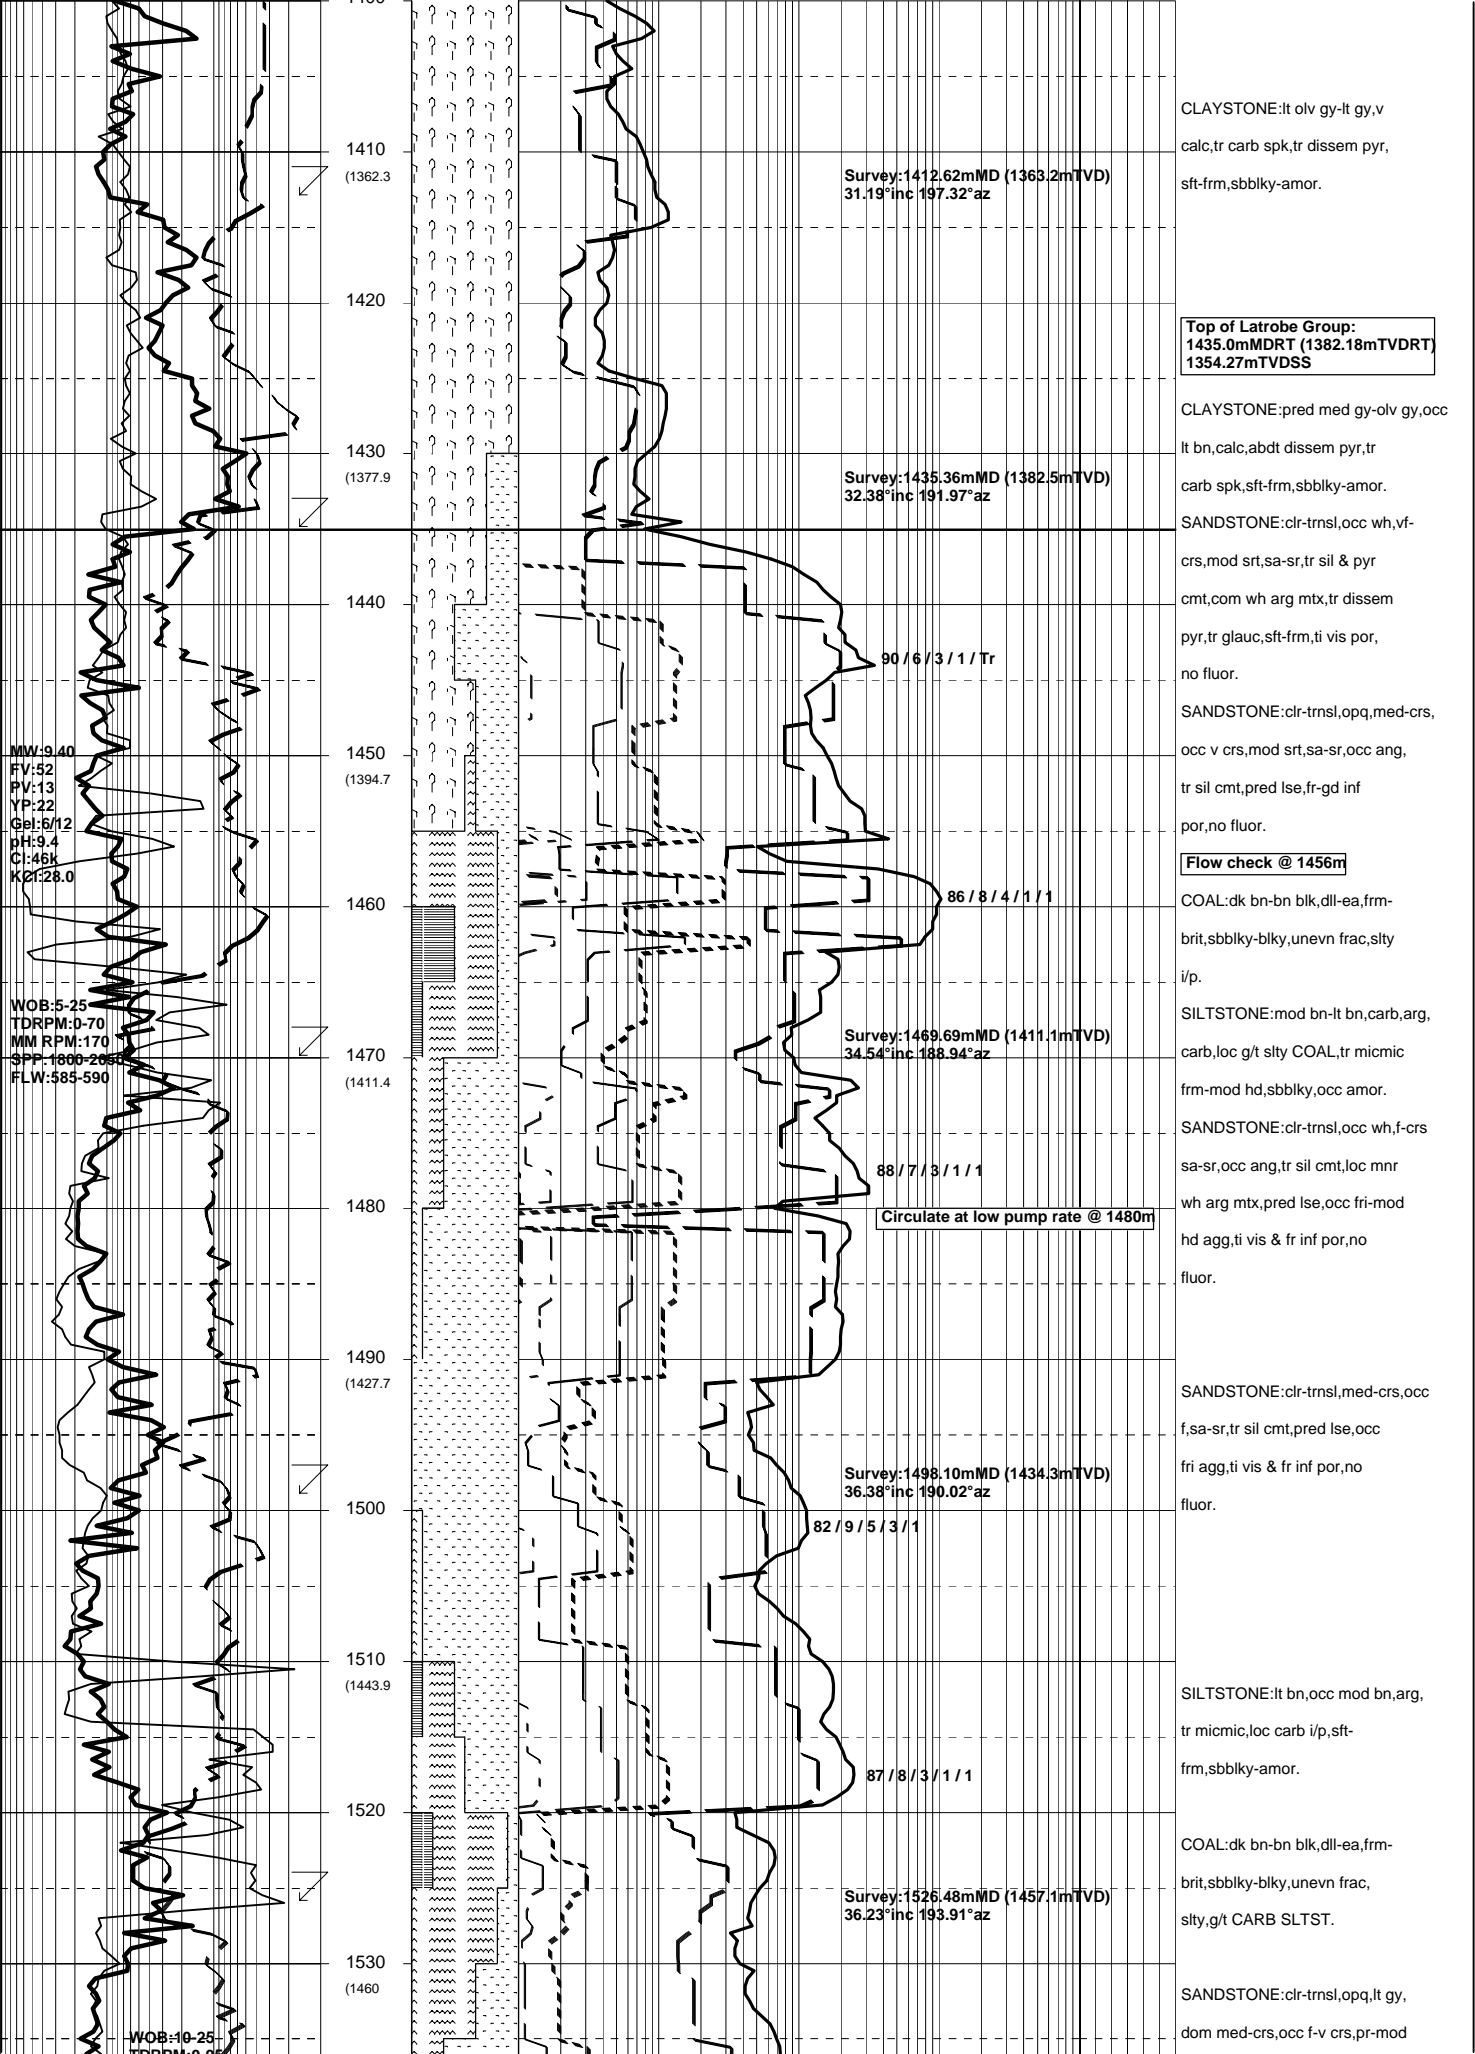 1410
(1362.3
1420
1430
(1377.9
1440
1450
(1394.7
1460
1470
(1411.4
1480
1490
(1427.7
1500
1510
(1443.9
1520
1530
(1460
MW:9.40
FV:52
PV:13
YP:22
Gel:6/12
pH:9.4
Cl:46k
KCl:28.0
WOB:5-25
TDRPM:0-70
MM RPM:170
SPP:1800-2050
FLW:585-590
WOB:10-25
Survey:1412.62mMD (1363.2mTVD)
31.19°inc 197.32°az
Survey:1435.36mMD (1382.5mTVD)
32.38°inc 191.97°az
90 / 6 / 3 / 1 / Tr
86 / 8 / 4 / 1 / 1
Survey:1469.69mMD (1411.1mTVD)
34.54°inc 188.94°az
88 / 7 / 3 / 1 / 1
Circulate at low pump rate @ 1480m
Survey:1498.10mMD (1434.3mTVD)
36.38°inc 190.02°az
82 / 9 / 5 / 3 / 1
87 / 8 / 3 / 1 / 1
Survey:1526.48mMD (1457.1mTVD)
36.23°inc 193.91°az
CLAYSTONE:lt olv gy-lt gy,v
calc,tr carb spk,tr dissem pyr,
sft-frm,sbblky-amor.
Top of Latrobe Group:
1435.0mMDRT (1382.18mTVDRT)
1354.27mTVDSS
CLAYSTONE:pred med gy-olv gy,occ
lt bn,calc,abdt dissem pyr,tr
carb spk,sft-frm,sbblky-amor.
SANDSTONE:clr-trnsl,occ wh,vf-
crs,mod srt,sa-sr,tr sil & pyr
cmt,com wh arg mtx,tr dissem
pyr,tr glauc,sft-frm,ti vis por,
no fluor.
SANDSTONE:clr-trnsl,opq,med-crs,
occ v crs,mod srt,sa-sr,occ ang,
tr sil cmt,pred lse,fr-gd inf
por,no fluor.
Flow check @ 1456m
COAL:dk bn-bn blk,dll-ea,frm-
brit,sbblky-blky,unevn frac,slty
i/p.
SILTSTONE:mod bn-lt bn,carb,arg,
carb,loc g/t slty COAL,tr micmic
frm-mod hd,sbblky,occ amor.
SANDSTONE:clr-trnsl,occ wh,f-crs
sa-sr,occ ang,tr sil cmt,loc mnr
wh arg mtx,pred lse,occ fri-mod
hd agg,ti vis & fr inf por,no
fluor.
SANDSTONE:clr-trnsl,med-crs,occ
f,sa-sr,tr sil cmt,pred lse,occ
fri agg,ti vis & fr inf por,no
fluor.
SILTSTONE:lt bn,occ mod bn,arg,
tr micmic,loc carb i/p,sft-
frm,sbblky-amor.
COAL:dk bn-bn blk,dll-ea,frm-
brit,sbblky-blky,unevn frac,
slty,g/t CARB SLTST.
SANDSTONE:clr-trnsl,opq,lt gy,
dom med-crs,occ f-v crs,pr-mod